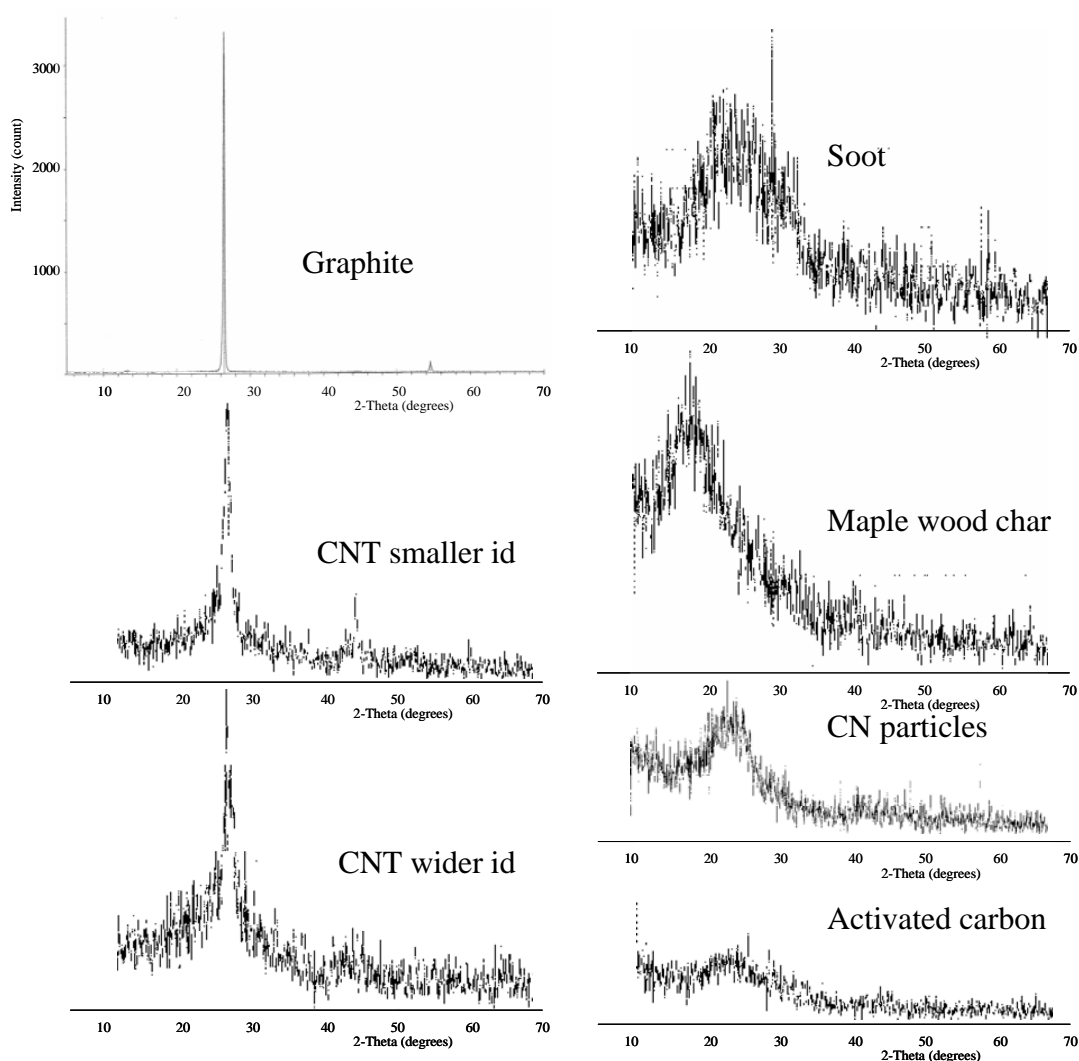 3000
Intensity (count)
2000
Graphite
1000
10 20 30 40 50 60 70
2-Theta (degrees)
CNT smaller id
10 20 30 40 50 60 70
2-Theta (degrees)
CNT wider id
10 20 30 40 50 60 70
2-Theta (degrees)
Soot
10 20 30 40 50 60 70
2-Theta (degrees)
Maple wood char
10 20 30 40 50 60 70
2-Theta (degrees)
CN particles
10 20 30 40 50 60 70
2-Theta (degrees)
Activated carbon
10 20 30 40 50 60 70
2-Theta (degrees)